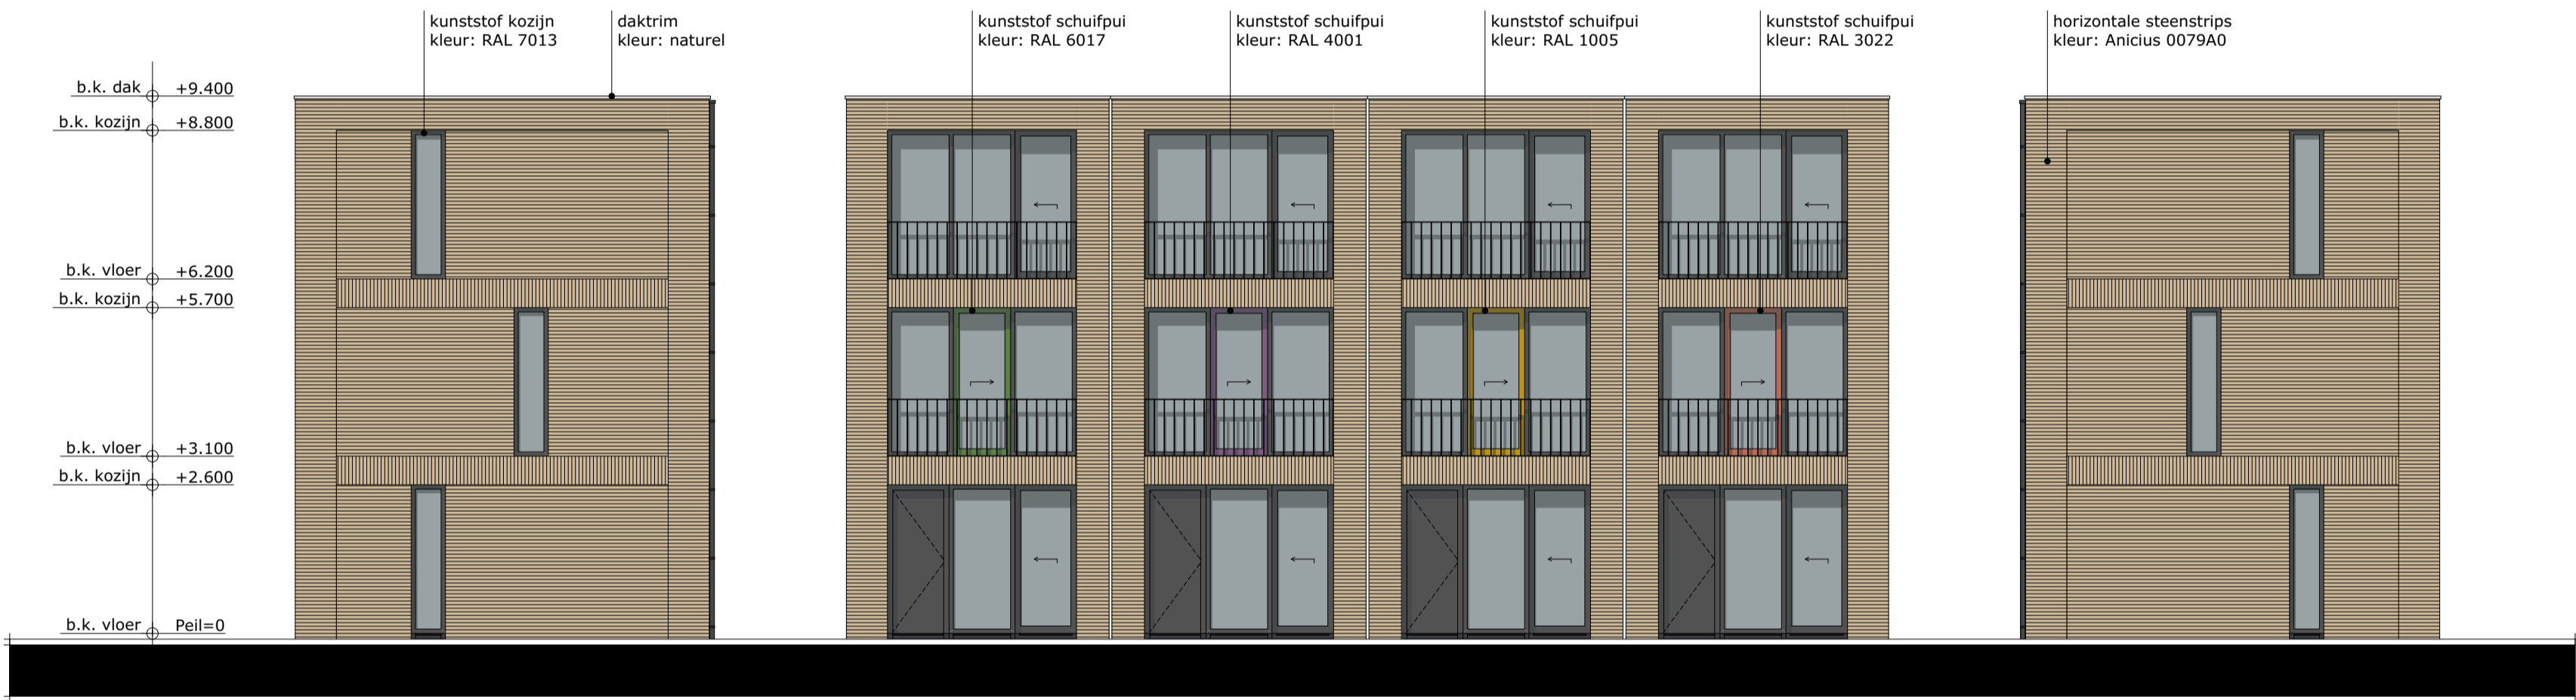 kunststof kozijn
kleur: RAL 7013
daktrim
kleur: naturel
kunststof schuifpui
kleur: RAL 6017
kunststof schuifpui
kleur: RAL 4001
kunststof schuifpui
kleur: RAL 1005
kunststof schuifpui
kleur: RAL 3022
horizontale steenstrips
kleur: Anicius 0079A0
b.k. dak +9.400
b.k. kozijn +8.800
b.k. vloer +6.200
b.k. kozijn +5.700
b.k. vloer +3.100
b.k. kozijn +2.600
b.k. vloer Peil=0